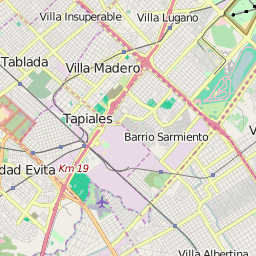 Villa Insuperable
Villa Lugano
Tablada
Villa Madero
Tapiales
Barrio Sarmiento
dad Evita
Km 19
Villa Albertina